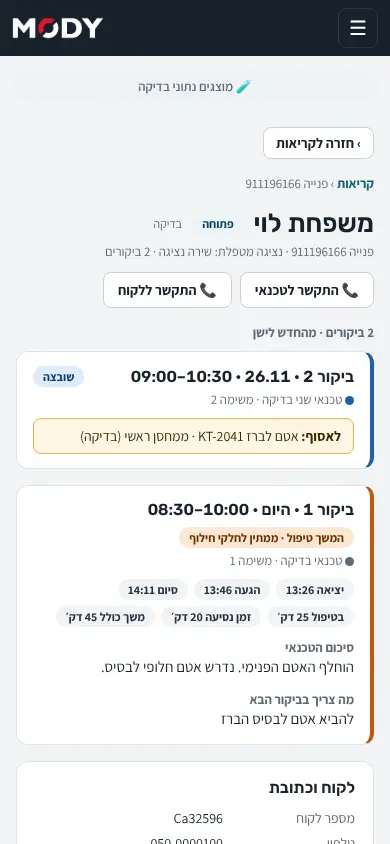 MODY
🧪 מוצגים נתוני בדיקה
‹ חזרה לקריאות
קריאות › פנייה 911196166
משפחת לוי פתוחה בדיקה
פנייה 911196166 · נציגה מטפלת: שירה נציגה · 2 ביקורים
📞 התקשר לטכנאי
📞 התקשר ללקוח
2 ביקורים · מהחדש לישן
ביקור 2 · 26.11 · 09:00–10:30 שובצה
טכנאי שני בדיקה · משימה 2
לאסוף: אטם לברז KT-2041 · ממחסן ראשי (בדיקה)
ביקור 1 · היום · 08:30–10:00
המשך טיפול · ממתין לחלקי חילוף
טכנאי בדיקה · משימה 1
יציאה 13:26 הגעה 13:46 סיום 14:11
בטיפול 25 דק׳ זמן נסיעה 20 דק׳ משך כולל 45 דק׳
סיכום הטכנאי
הוחלף האטם הפנימי. נדרש אטם חלופי לבסיס.
מה צריך בביקור הבא
להביא אטם לבסיס הברז
לקוח וכתובת
מספר לקוח Ca32596
טלפון 050-0000100